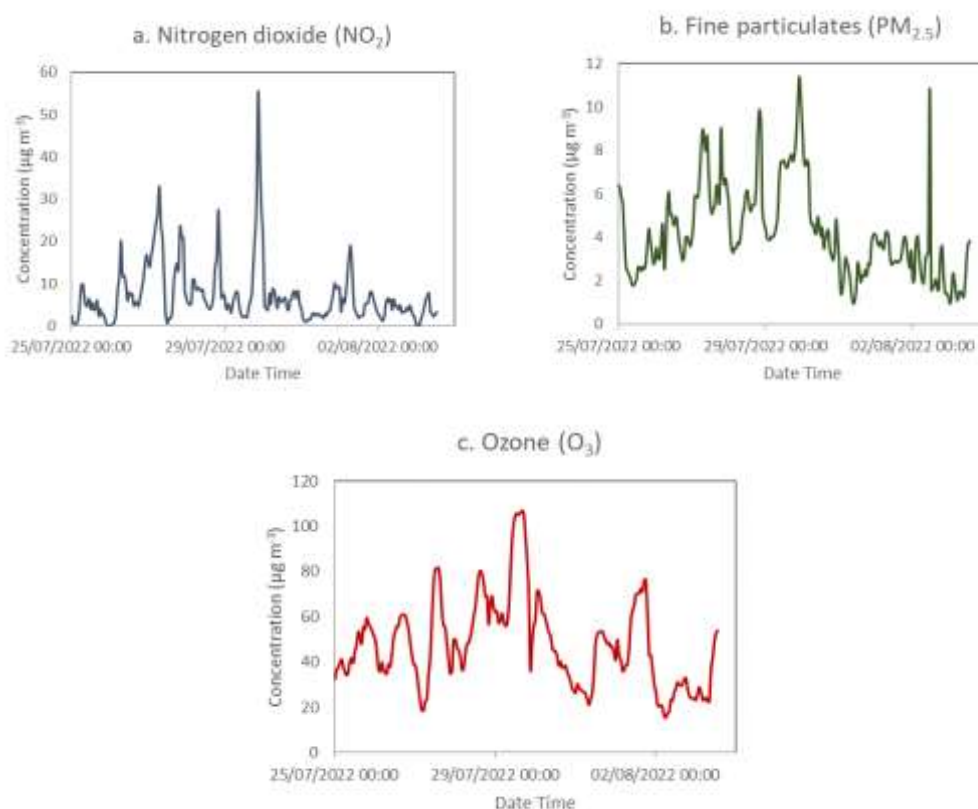 a. Nitrogen dioxide (NO₂)
Concentration (µg m⁻³)
60
50
40
30
20
10
0
25/07/2022 00:00 29/07/2022 00:00 02/08/2022 00:00
Date Time
b. Fine particulates (PM₂.₅)
Concentration (µg m⁻³)
12
10
8
6
4
2
0
25/07/2022 00:00 29/07/2022 00:00 02/08/2022 00:00
Date Time
c. Ozone (O₃)
Concentration (µg m⁻³)
120
100
80
60
40
20
0
25/07/2022 00:00 29/07/2022 00:00 02/08/2022 00:00
Date Time